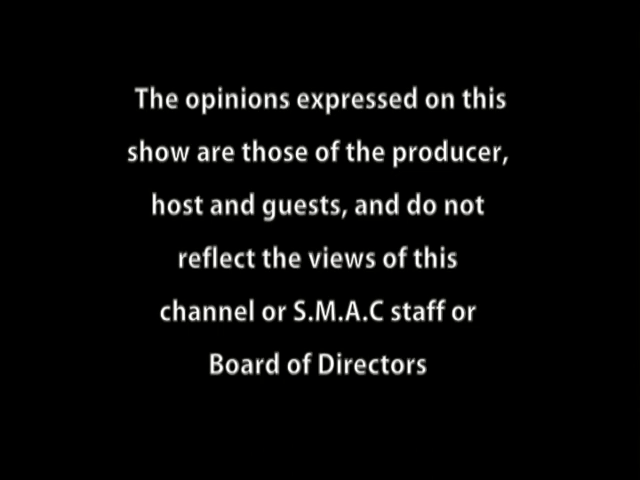 The opinions expressed on this
show are those of the producer,
host and guests, and do not
reflect the views of this
channel or S.M.A.C staff or
Board of Directors